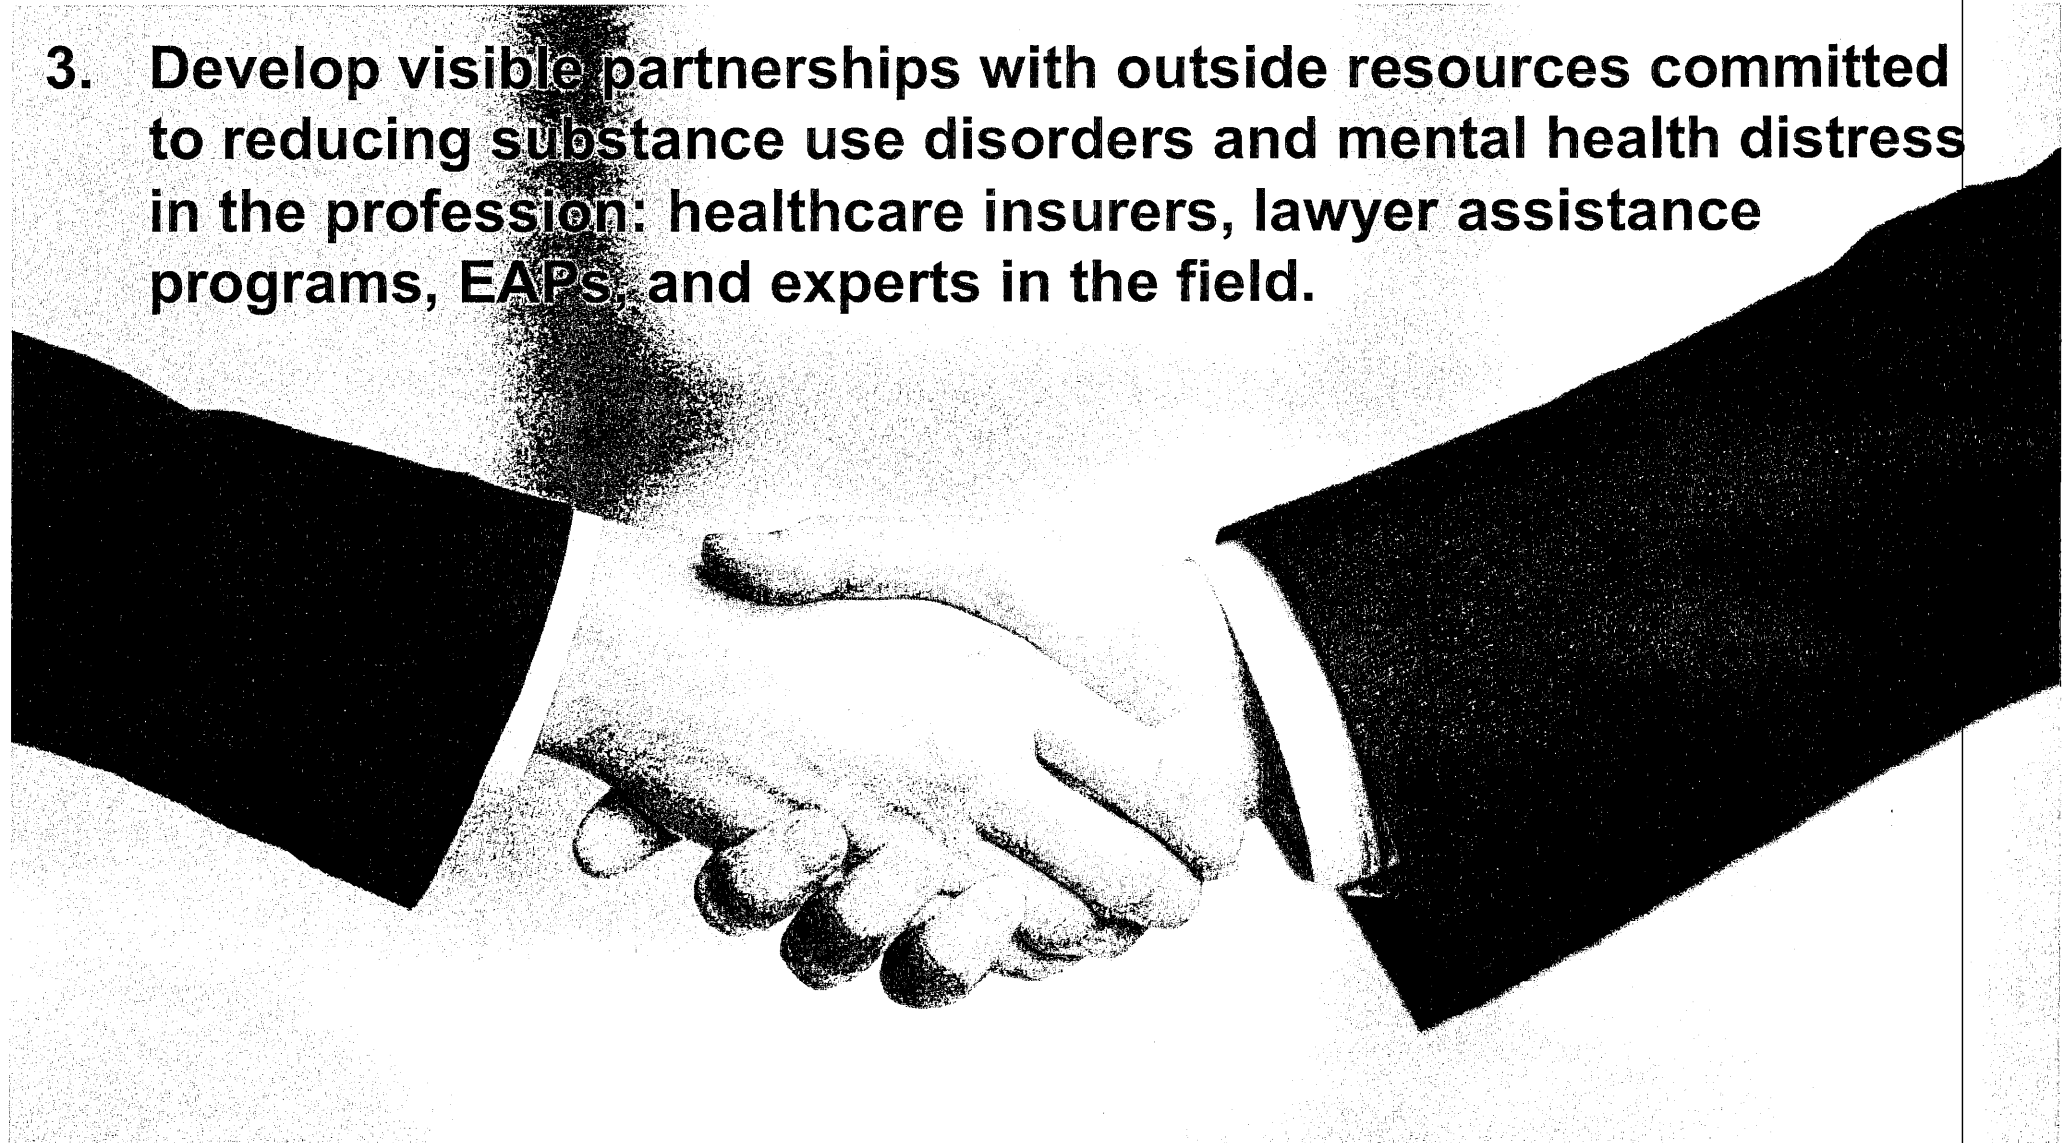 3. Develop visible partnerships with outside resources committed
to reducing substance use disorders and mental health distress
in the profession: healthcare insurers, lawyer assistance
programs, EAPs, and experts in the field.